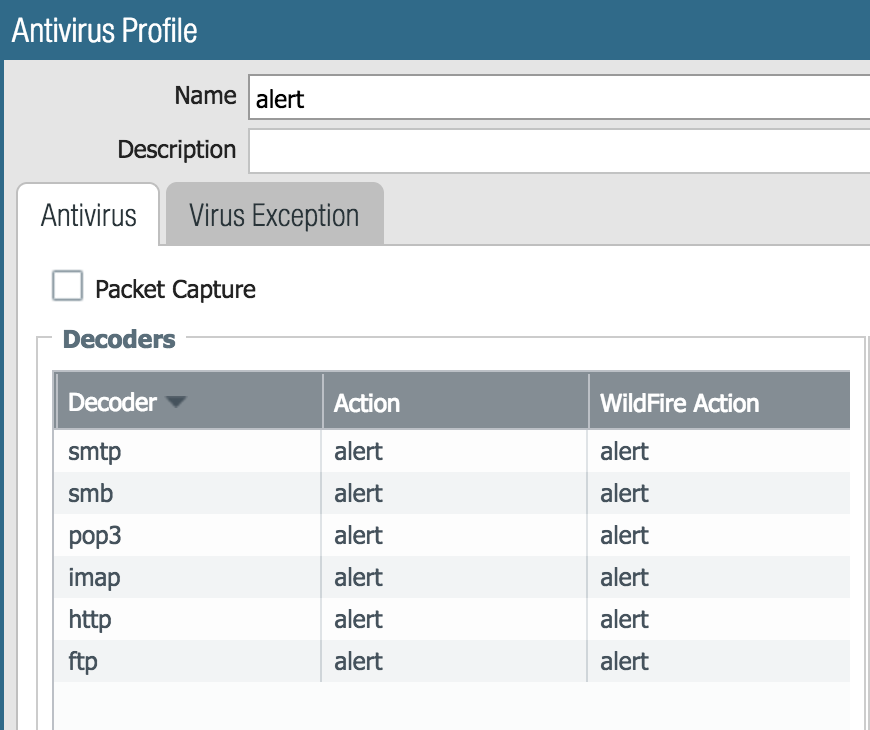 Antivirus Profile
Name alert
Description
Antivirus Virus Exception
Packet Capture
Decoders
Decoder Action WildFire Action
smtp alert alert
smb alert alert
pop3 alert alert
imap alert alert
http alert alert
ftp alert alert